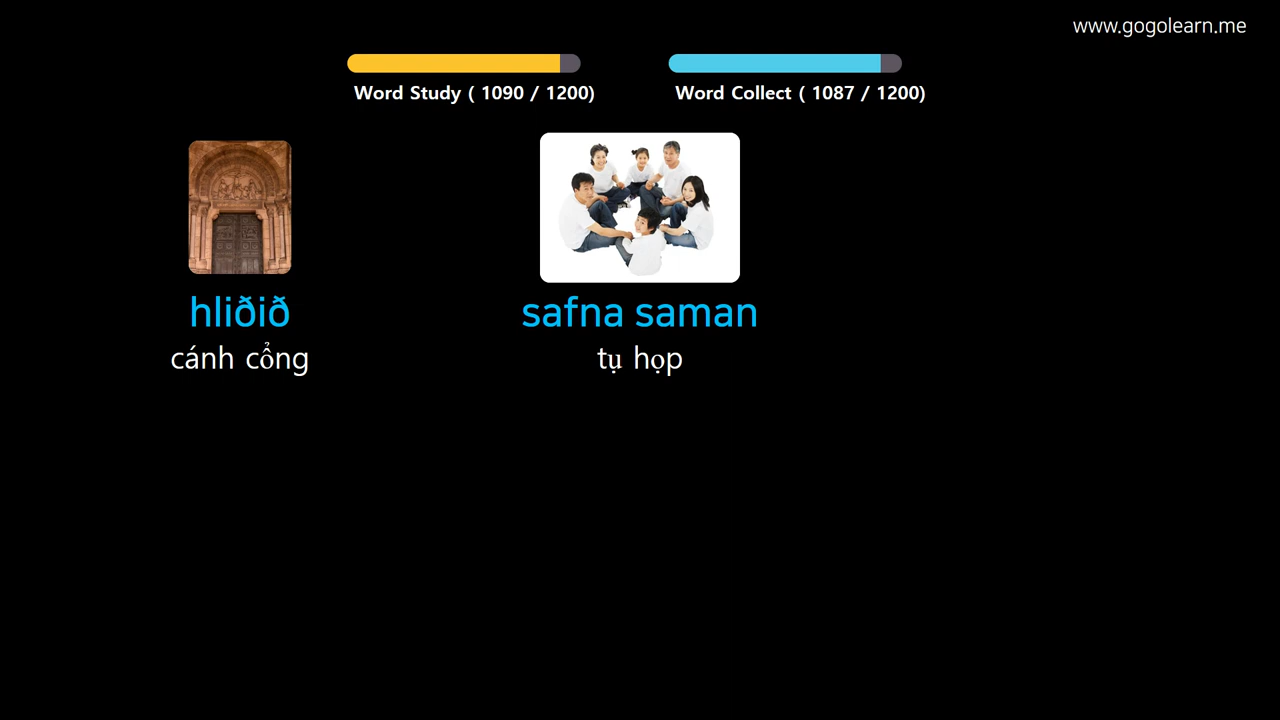 www.gogolearn.me
Word Study ( 1090 / 1200)
Word Collect ( 1087 / 1200)
hliðið
safna saman
cánh cổng
tụ họp